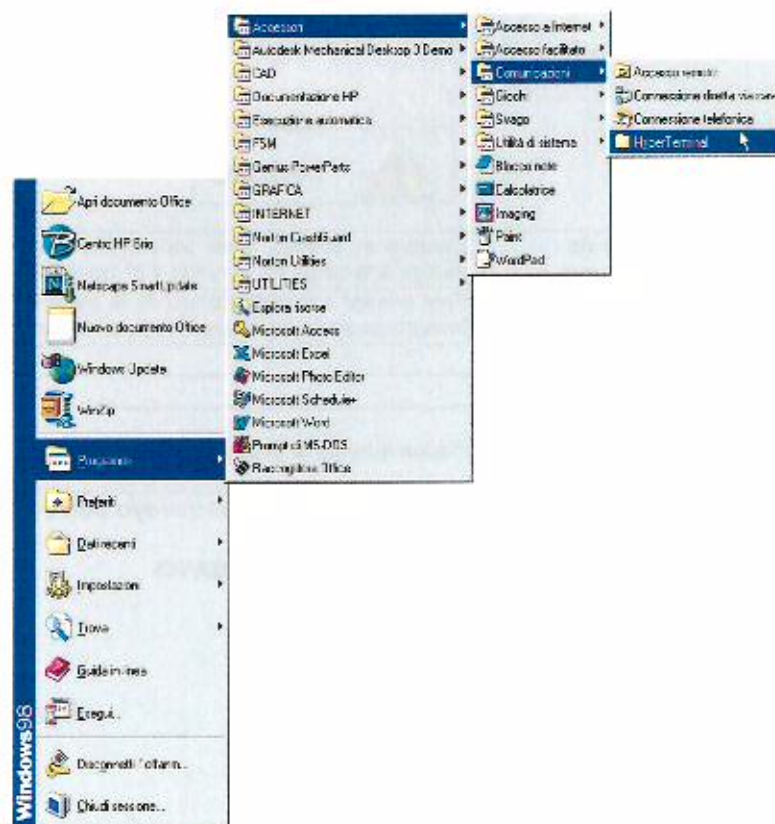 Apri documento Office
Centro HP Brio
Netscape SmartUpdate
Nuovo documento Office
Windows Update
WinZip
Programmi
Preferiti
Dati recenti
Impostazioni
Trova
Guida in linea
Esegui...
Disconnetti
Chiudi sessione...
Windows98
Accessori
Autodesk Mechanical Desktop 3 Demo
CAD
Documentazione HP
Esecuzione automatica
FSM
Genius PowerParts
GRAFICA
INTERNET
Norton CrashGuard
Norton Utilities
UTILITIES
Esplora risorse
Microsoft Access
Microsoft Excel
Microsoft Photo Editor
Microsoft Schedule+
Microsoft Word
Prompt di MS-DOS
Raccoglitore Office
Accesso a Internet
Accesso facilitato
Comunicazioni
Giochi
Svago
Utilità di sistema
Blocco note
Calcolatrice
Imaging
Paint
WordPad
Accesso remoto
Connessione diretta via cavo
Connessione telefonica
HyperTerminal